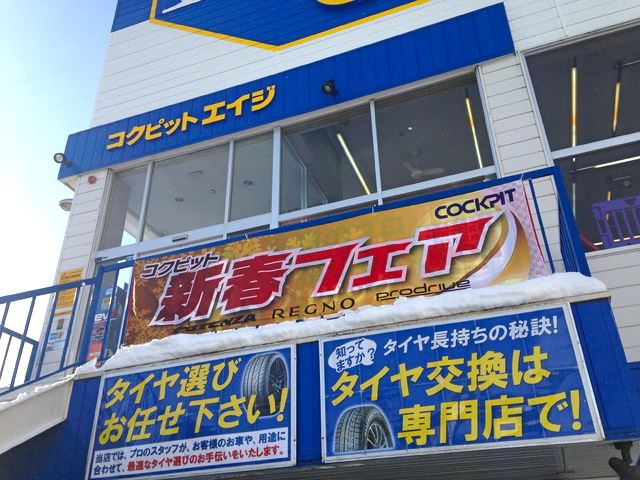 コクピット エイジ
COCKPIT
コクピット
新春フェア
POTENZA REGNO prodrive
タイヤ選び
お任せ下さい!
当店では、プロのスタッフが、お客様のお車や、用途に
合わせて、最適なタイヤ選びのお手伝いをいたします。
知ってますか?
タイヤ長持ちの秘訣!
タイヤ交換は
専門店で!